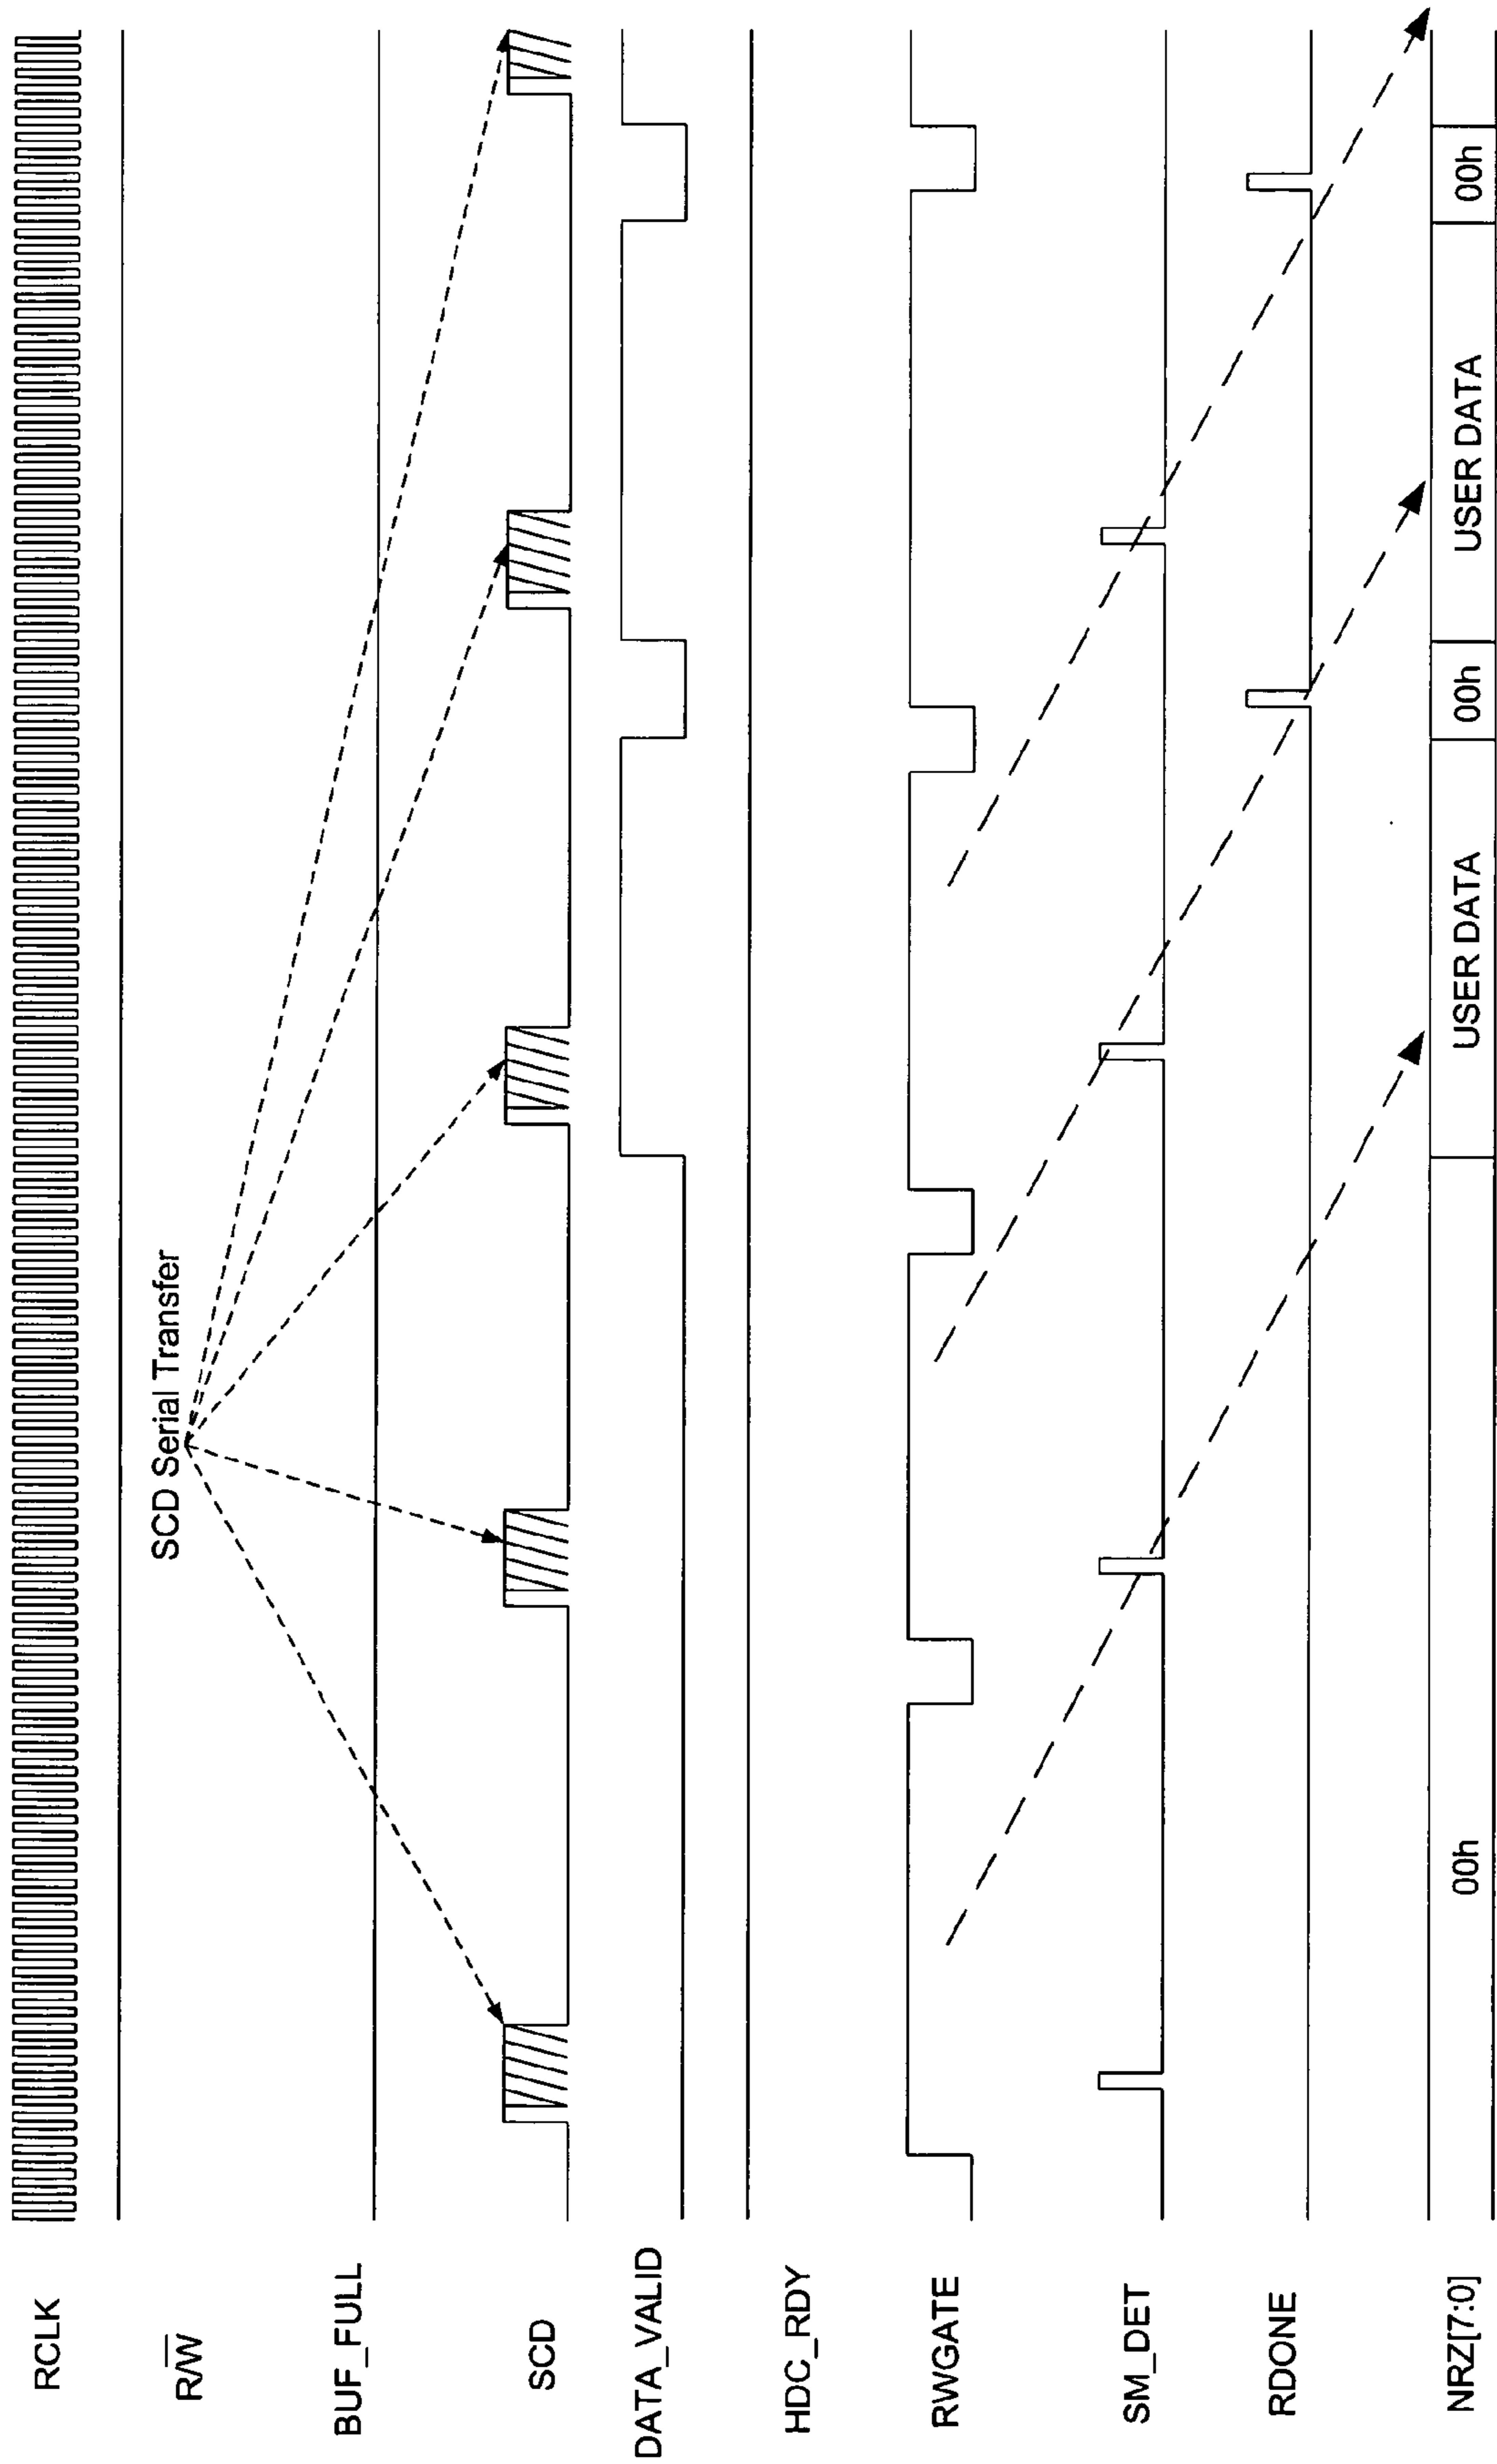 RCLK
R/W̅
SCD Serial Transfer
BUF_FULL
SCD
DATA_VALID
HDC_RDY
RWGATE
SM_DET
RDONE
NRZ[7:0]
00h
USER DATA
00h
USER DATA
00h